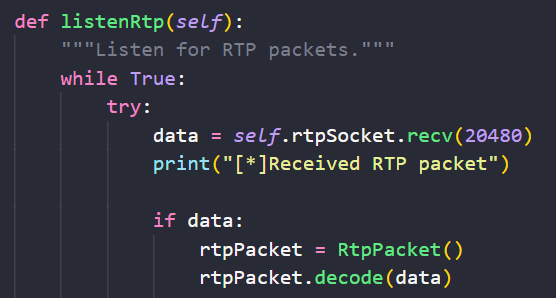 def listenRtp(self):
    """Listen for RTP packets."""
    while True:
        try:
            data = self.rtpSocket.recv(20480)
            print("[*]Received RTP packet")

            if data:
                rtpPacket = RtpPacket()
                rtpPacket.decode(data)